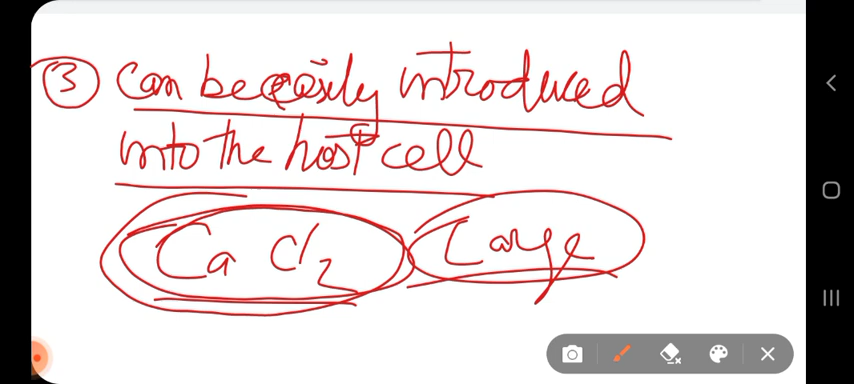 ③ Can be easily introduced
into the host cell
CaCl2 Large